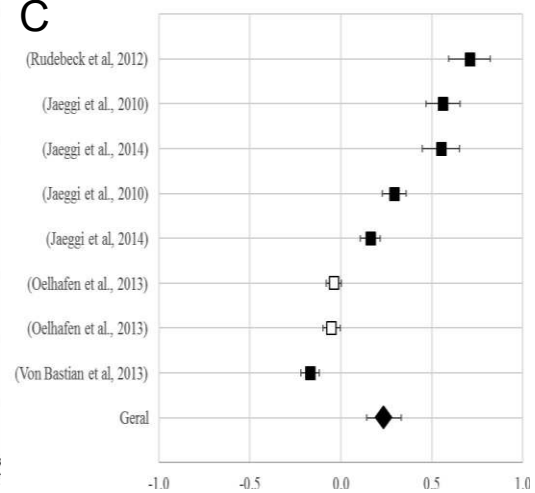 C
(Rudebeck et al, 2012)
(Jaeggi et al., 2010)
(Jaeggi et al., 2014)
(Jaeggi et al., 2010)
(Jaeggi et al, 2014)
(Oelhafen et al., 2013)
(Oelhafen et al., 2013)
(Von Bastian et al, 2013)
Geral
-1.0 -0.5 0.0 0.5 1.0